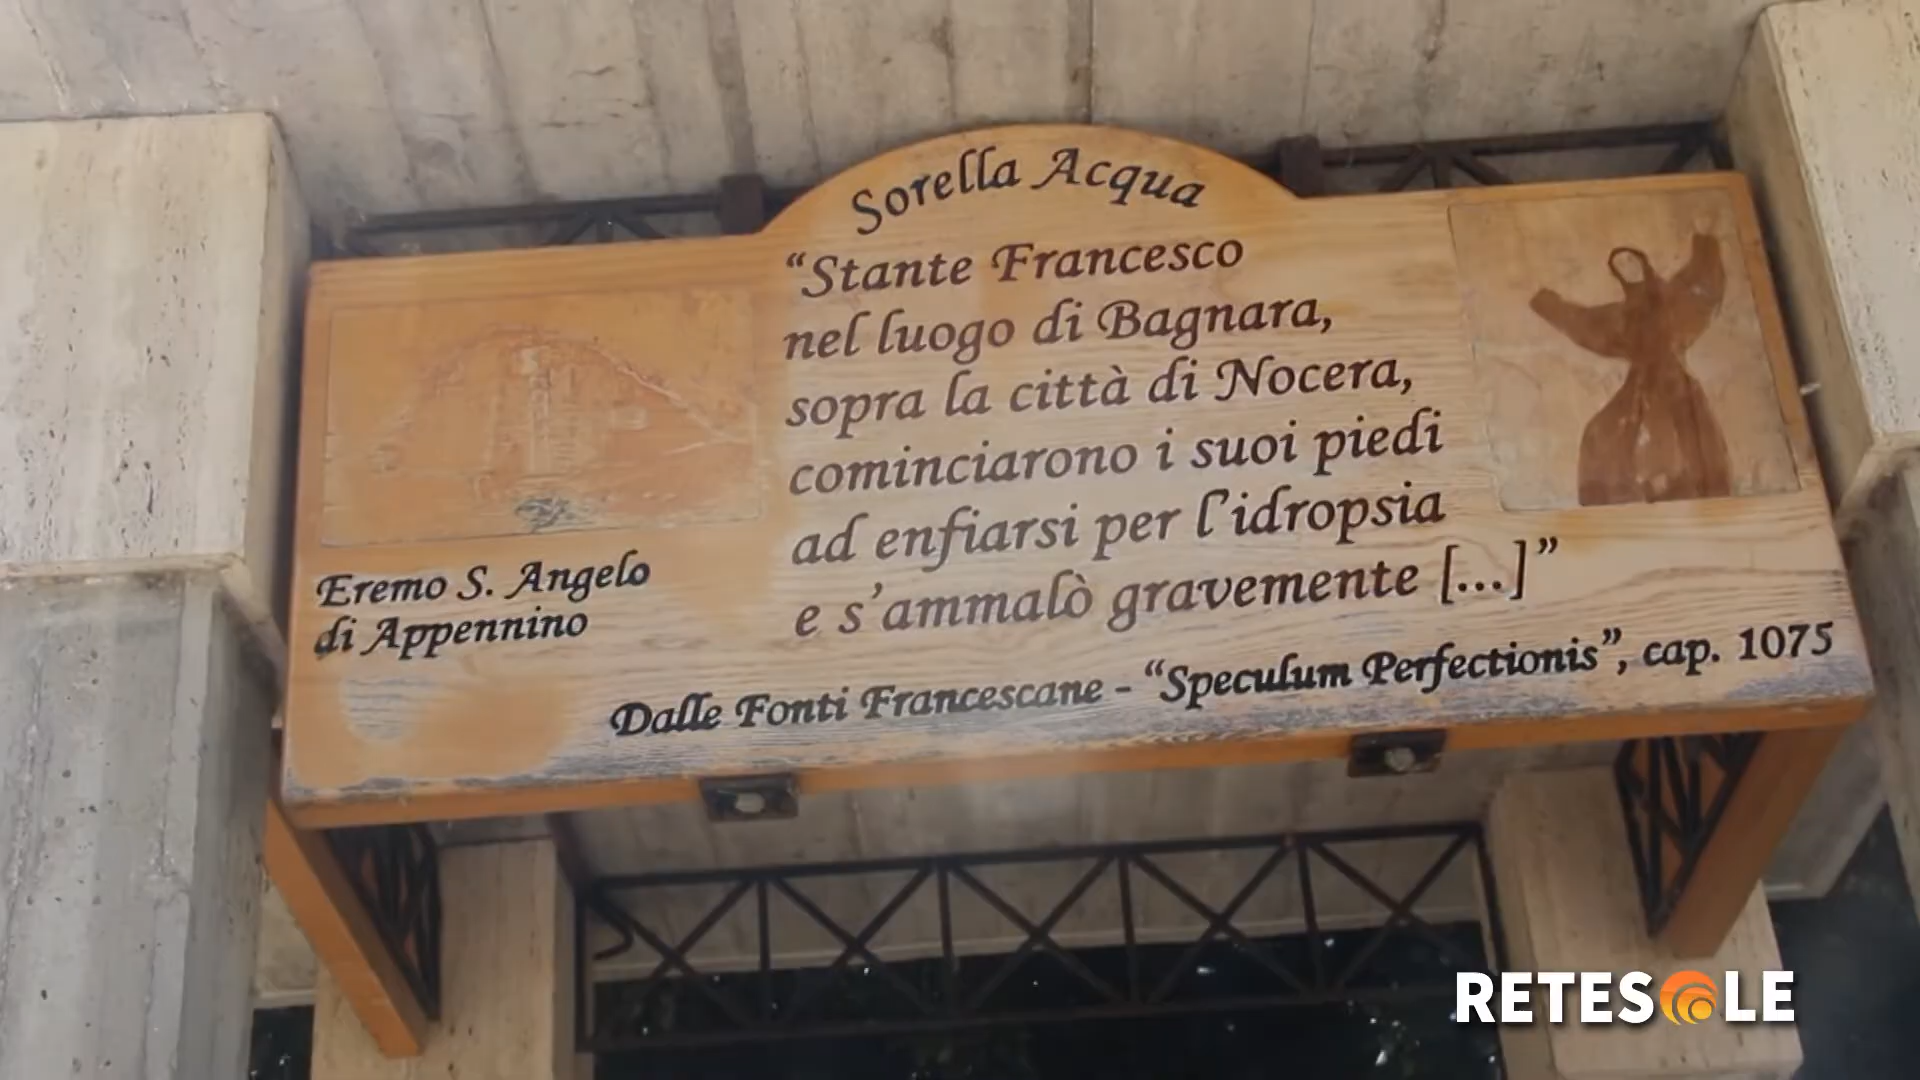 Sorella Acqua
“Stante Francesco
nel luogo di Bagnara,
sopra la città di Nocera,
cominciarono i suoi piedi
ad enfiarsi per l’idropsia
e s’ammalò gravemente [...]”
Eremo S. Angelo
di Appennino
Dalle Fonti Francescane - “Speculum Perfectionis”, cap. 1075
RETESOLE